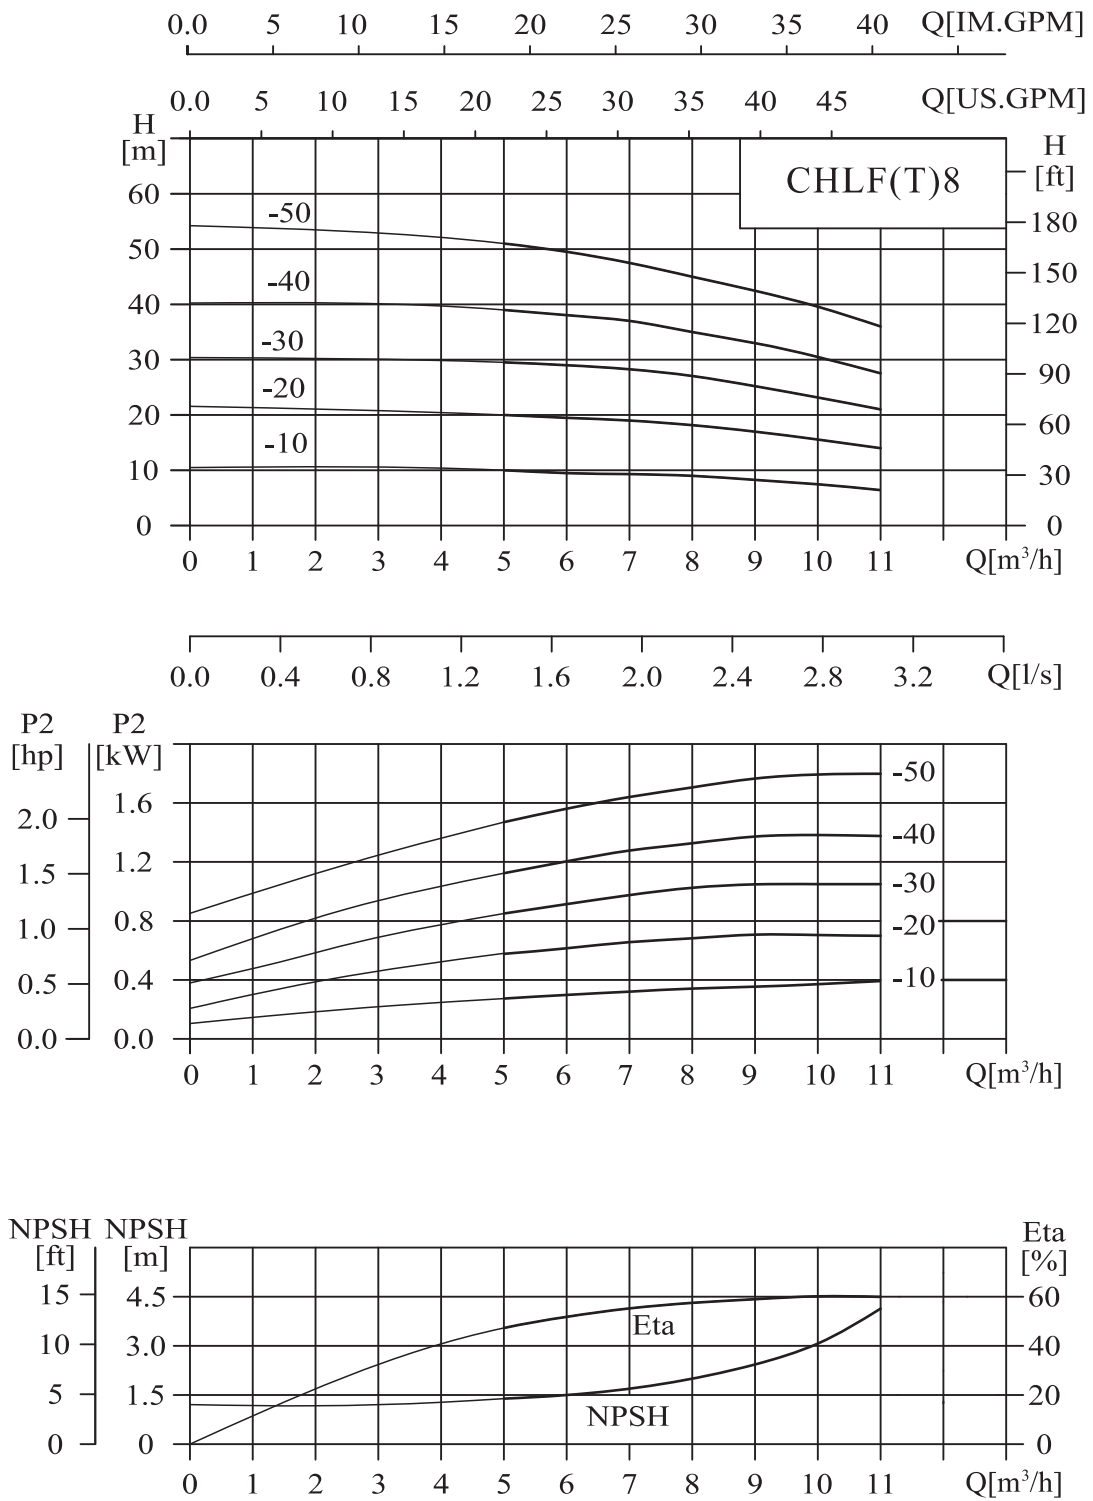 0.0 5 10 15 20 25 30 35 40 Q[IM.GPM]
0.0 5 10 15 20 25 30 35 40 45 Q[US.GPM]
H
[m]
H
[ft]
CHLF(T)8
60
50
40
30
20
10
0
180
150
120
90
60
30
0
-50
-40
-30
-20
-10
0 1 2 3 4 5 6 7 8 9 10 11 Q[m³/h]
0.0 0.4 0.8 1.2 1.6 2.0 2.4 2.8 3.2 Q[l/s]
P2
[hp]
P2
[kW]
2.0
1.5
1.0
0.5
0.0
1.6
1.2
0.8
0.4
0.0
-50
-40
-30
-20
-10
0 1 2 3 4 5 6 7 8 9 10 11 Q[m³/h]
NPSH
[ft]
NPSH
[m]
Eta
[%]
15
10
5
0
4.5
3.0
1.5
0
60
40
20
0
Eta
NPSH
0 1 2 3 4 5 6 7 8 9 10 11 Q[m³/h]